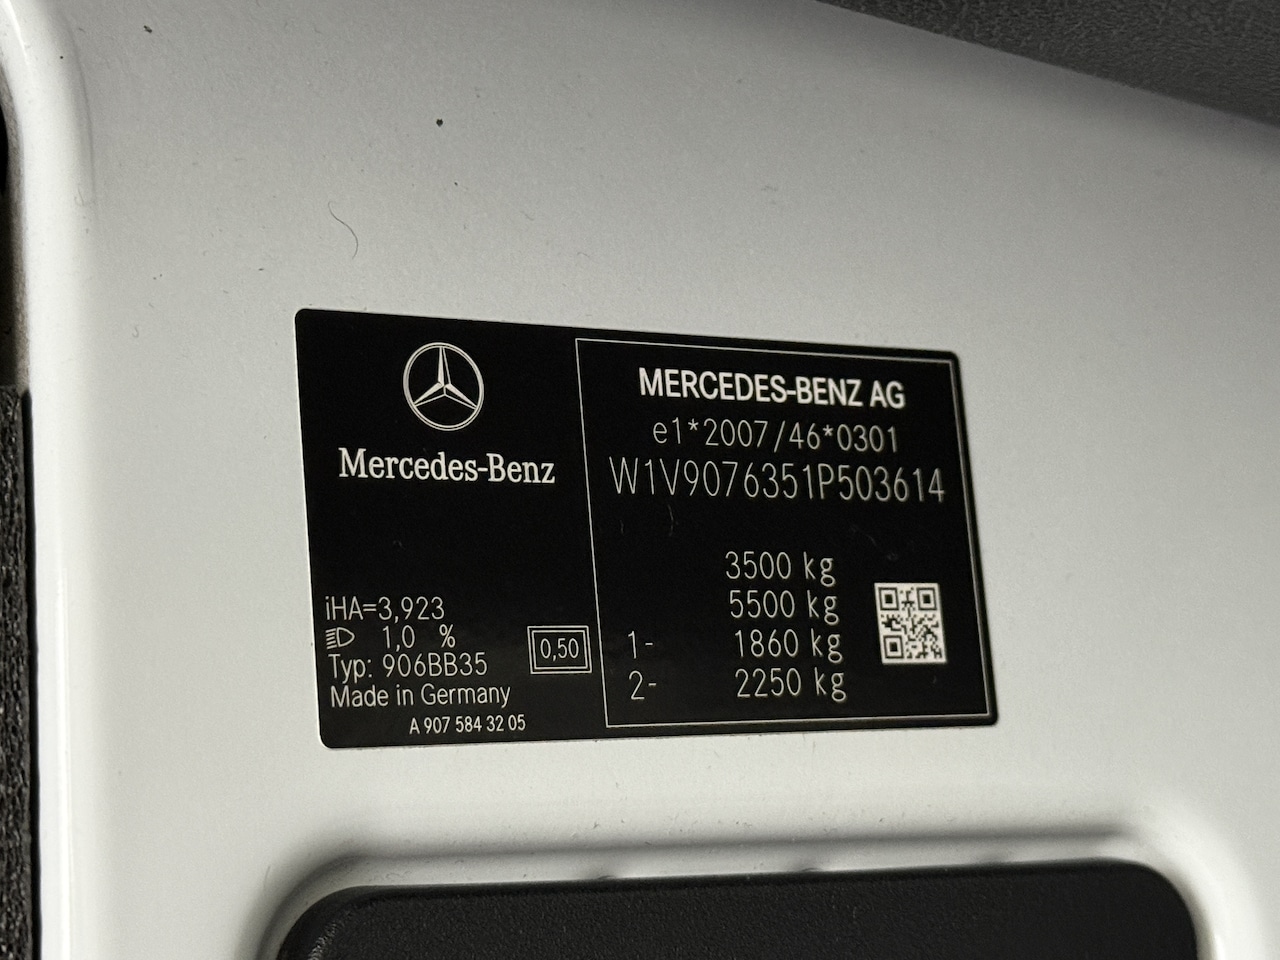 Mercedes-Benz
iHA=3,923
1,0 %
Typ: 906BB35
Made in Germany
A 907 584 32 05
0,50
MERCEDES-BENZ AG
e1*2007/46*0301
W1V9076351P503614
3500 kg
5500 kg
1- 1860 kg
2- 2250 kg